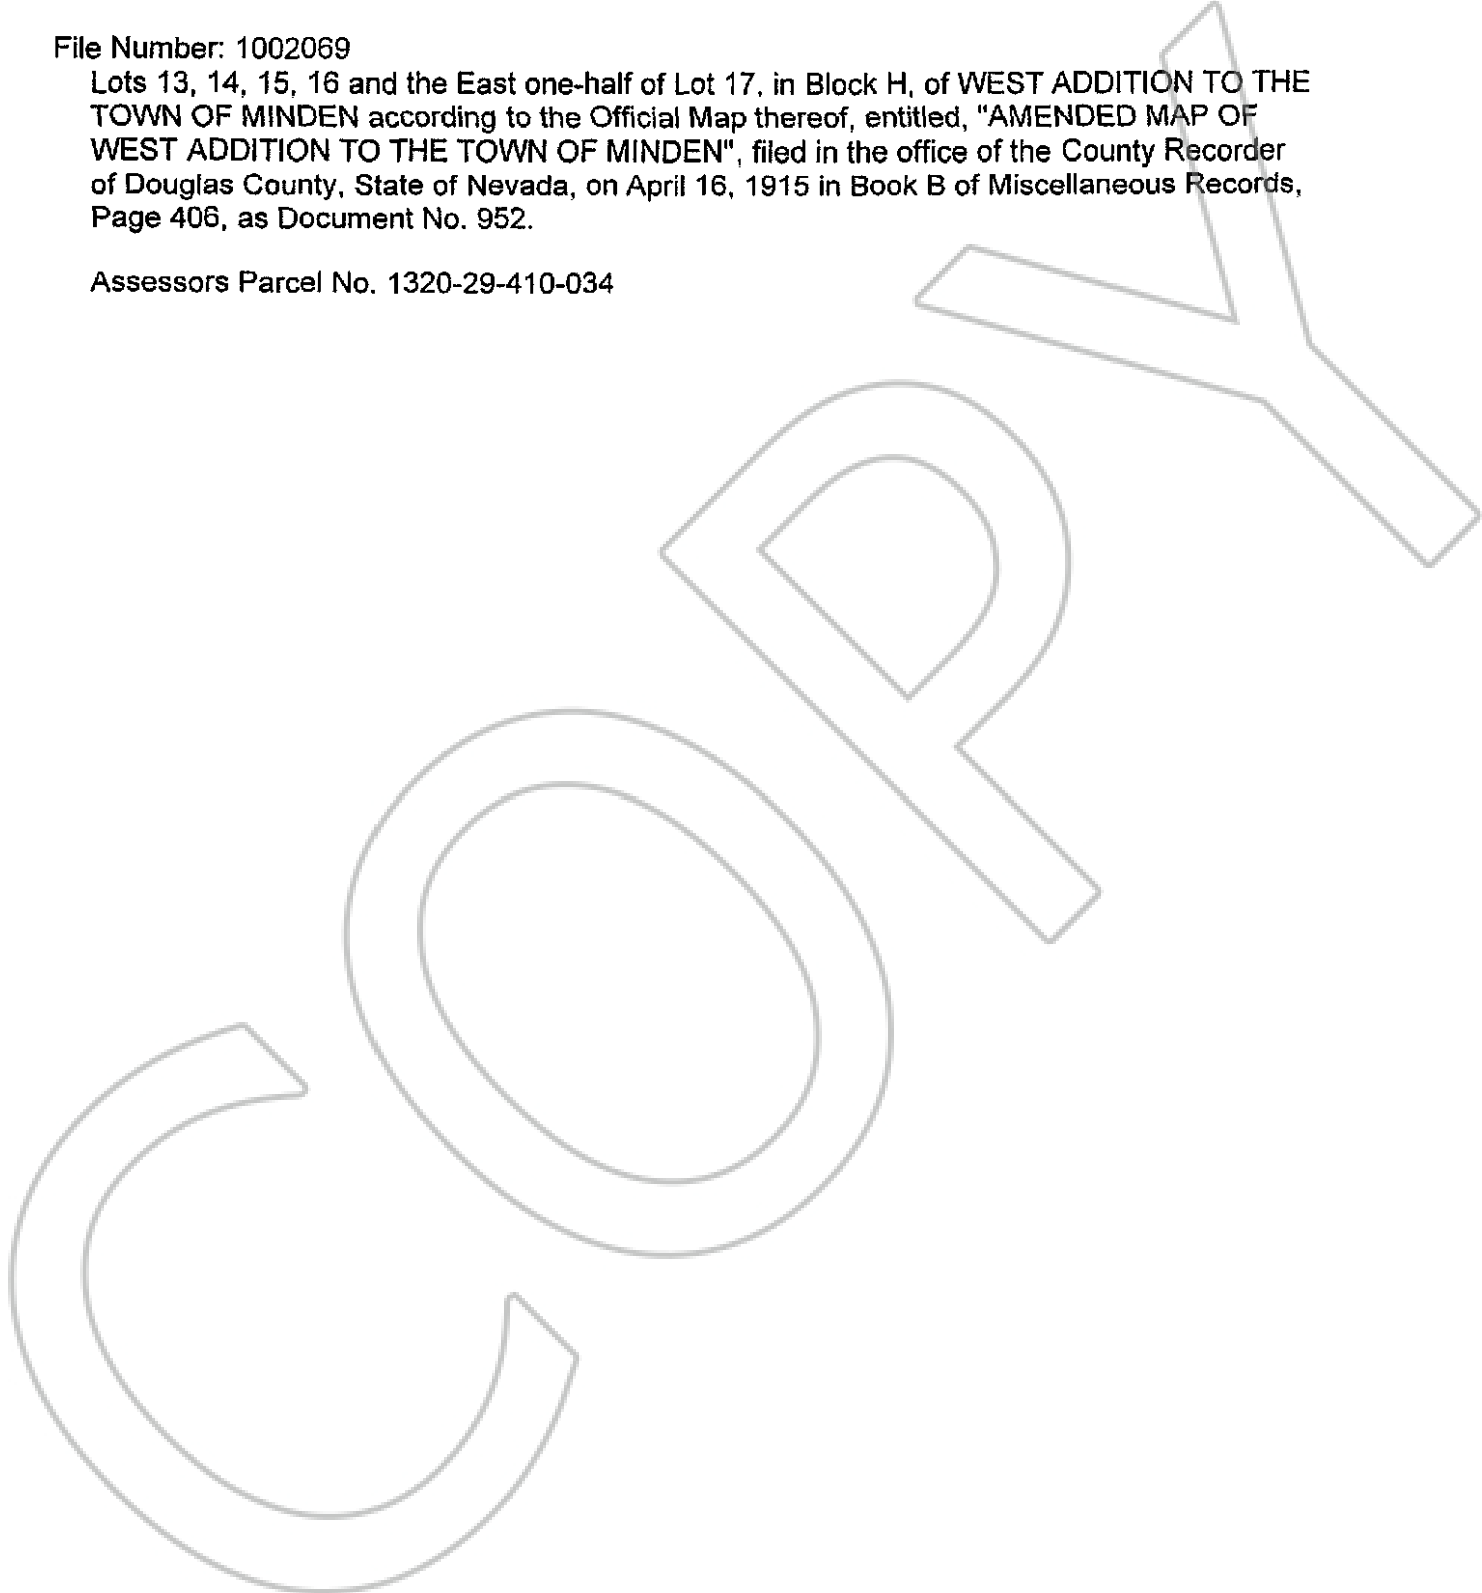 File Number: 1002069
Lots 13, 14, 15, 16 and the East one-half of Lot 17, in Block H, of WEST ADDITION TO THE
TOWN OF MINDEN according to the Official Map thereof, entitled, "AMENDED MAP OF
WEST ADDITION TO THE TOWN OF MINDEN", filed in the office of the County Recorder
of Douglas County, State of Nevada, on April 16, 1915 in Book B of Miscellaneous Records,
Page 406, as Document No. 952.
Assessors Parcel No. 1320-29-410-034
COPY